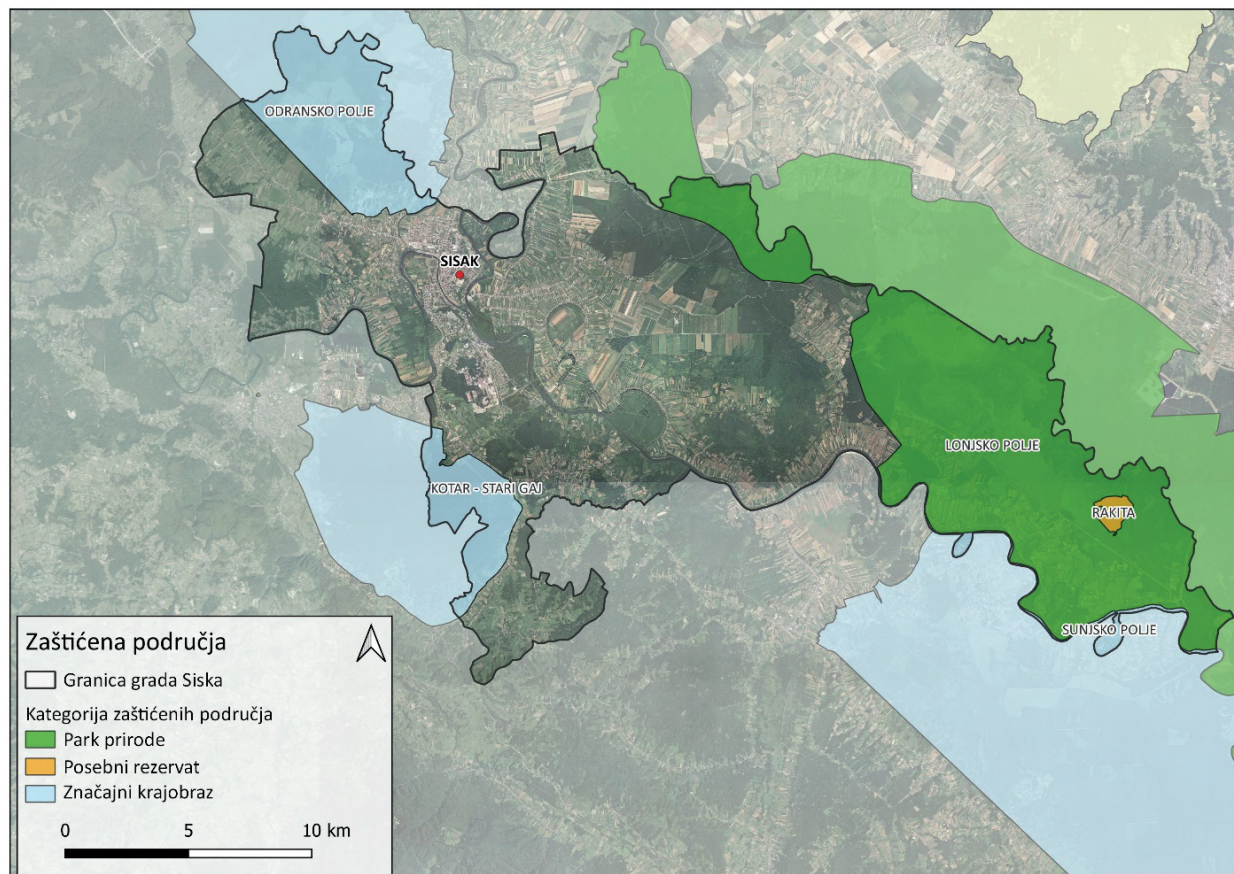 ODRANSKO POLJE
SISAK
LONJSKO POLJE
KOTAR - STARI GAJ
RAKITA
SUNJSKO POLJE
Zaštićena područja
Granica grada Siska
Kategorija zaštićenih područja
Park prirode
Posebni rezervat
Značajni krajobraz
0 5 10 km